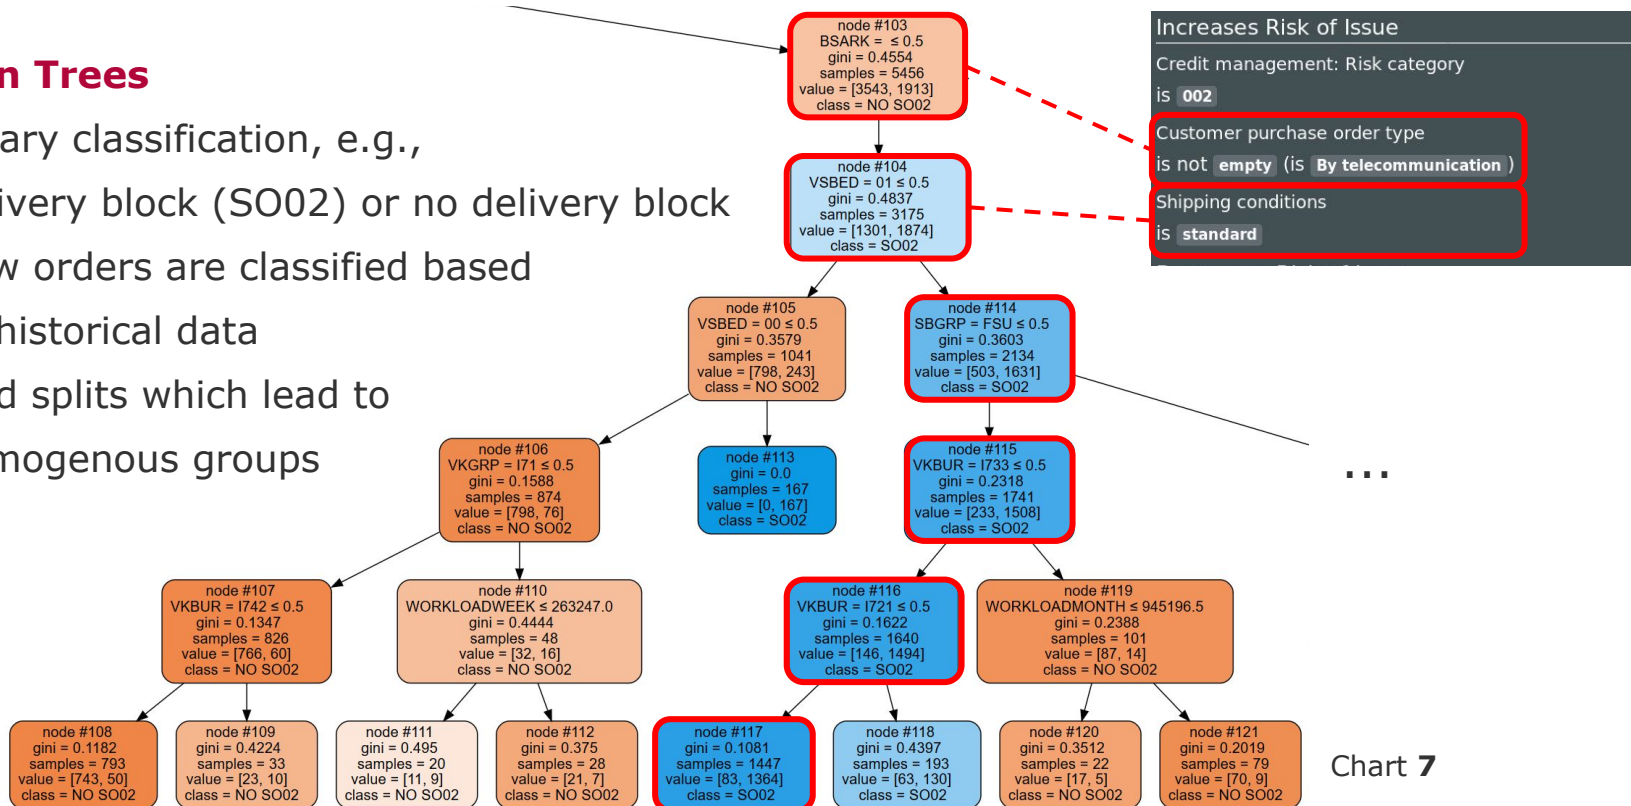 n Trees
ary classification, e.g.,
ivery block (SO02) or no delivery block
w orders are classified based
historical data
d splits which lead to
mogenous groups
node #103
BSARK = ≤ 0.5
gini = 0.4554
samples = 5456
value = [3543, 1913]
class = NO SO02
node #104
VSBED = 01 ≤ 0.5
gini = 0.4837
samples = 3175
value = [1301, 1874]
class = SO02
Increases Risk of Issue
Credit management: Risk category
is 002
Customer purchase order type
is not empty (is By telecommunication )
Shipping conditions
is standard
node #105
VSBED = 00 ≤ 0.5
gini = 0.3579
samples = 1041
value = [798, 243]
class = NO SO02
node #114
SBGRP = FSU ≤ 0.5
gini = 0.3603
samples = 2134
value = [503, 1631]
class = SO02
node #106
VKGRP = I71 ≤ 0.5
gini = 0.1588
samples = 874
value = [798, 76]
class = NO SO02
node #113
gini = 0.0
samples = 167
value = [0, 167]
class = SO02
node #115
VKBUR = I733 ≤ 0.5
gini = 0.2318
samples = 1741
value = [233, 1508]
class = SO02
...
node #107
VKBUR = I742 ≤ 0.5
gini = 0.1347
samples = 826
value = [766, 60]
class = NO SO02
node #110
WORKLOADWEEK ≤ 263247.0
gini = 0.4444
samples = 48
value = [32, 16]
class = NO SO02
node #116
VKBUR = I721 ≤ 0.5
gini = 0.1622
samples = 1640
value = [146, 1494]
class = SO02
node #119
WORKLOADMONTH ≤ 945196.5
gini = 0.2388
samples = 101
value = [87, 14]
class = NO SO02
node #108
gini = 0.1182
samples = 793
value = [743, 50]
class = NO SO02
node #109
gini = 0.4224
samples = 33
value = [23, 10]
class = NO SO02
node #111
gini = 0.495
samples = 20
value = [11, 9]
class = NO SO02
node #112
gini = 0.375
samples = 28
value = [21, 7]
class = NO SO02
node #117
gini = 0.1081
samples = 1447
value = [83, 1364]
class = SO02
node #118
gini = 0.4397
samples = 193
value = [63, 130]
class = SO02
node #120
gini = 0.3512
samples = 22
value = [17, 5]
class = NO SO02
node #121
gini = 0.2019
samples = 79
value = [70, 9]
class = NO SO02
Chart 7